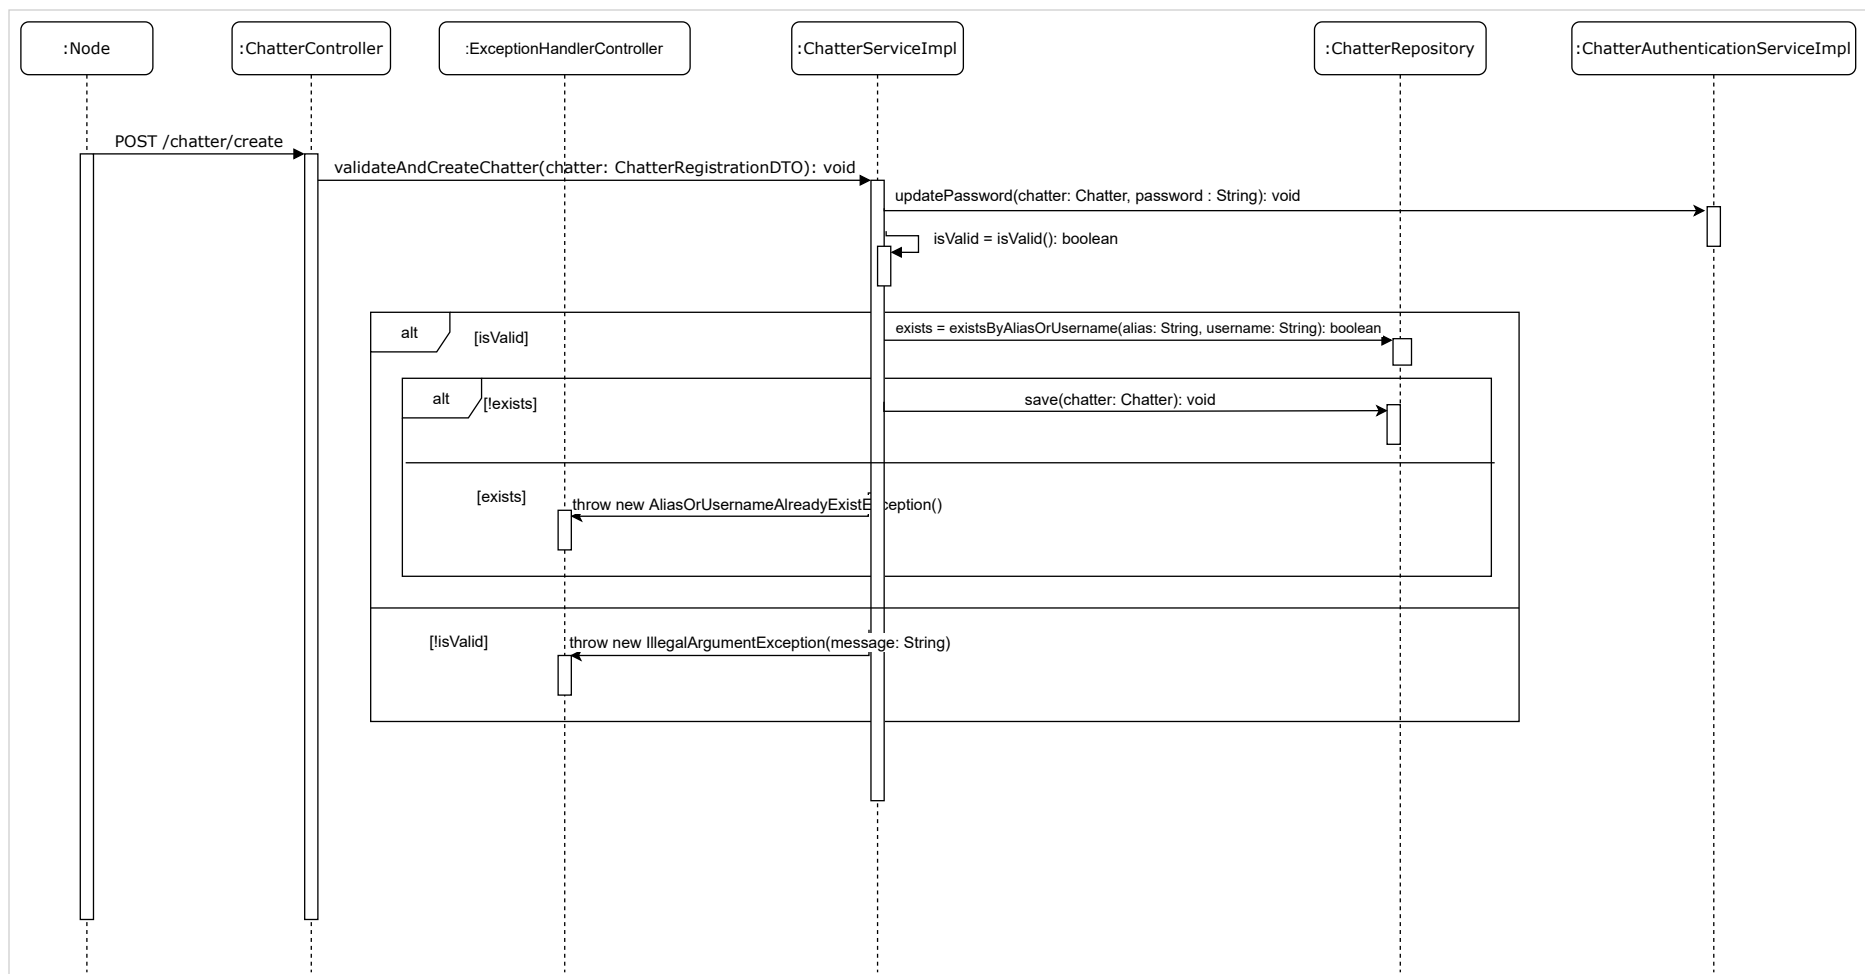 :Node
:ChatterController
:ExceptionHandlerController
:ChatterServiceImpl
:ChatterRepository
:ChatterAuthenticationServiceImpl
POST /chatter/create
validateAndCreateChatter(chatter: ChatterRegistrationDTO): void
updatePassword(chatter: Chatter, password : String): void
isValid = isValid(): boolean
alt
[isValid]
exists = existsByAliasOrUsername(alias: String, username: String): boolean
alt
[!exists]
save(chatter: Chatter): void
[exists]
throw new AliasOrUsernameAlreadyExistException()
[!isValid]
throw new IllegalArgumentException(message: String)